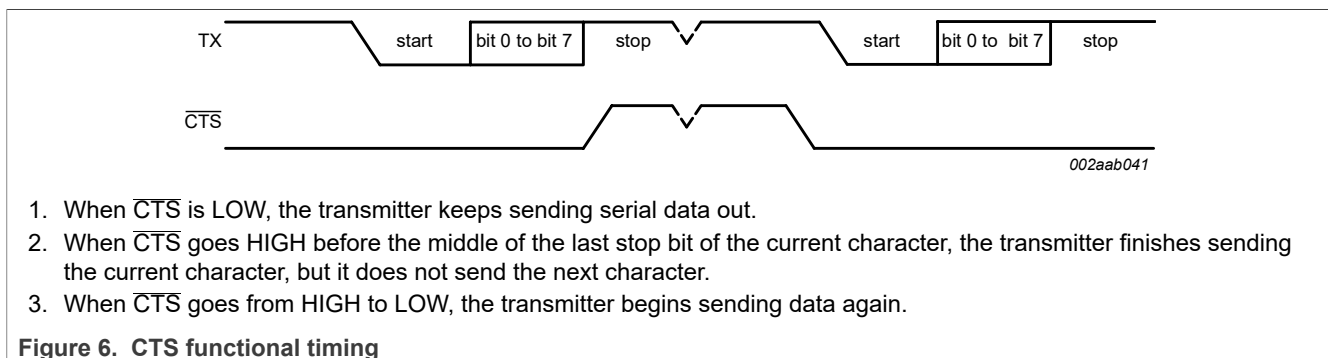 TX start bit 0 to bit 7 stop start bit 0 to bit 7 stop
C̅T̅S̅
002aab041
1. When C̅T̅S̅ is LOW, the transmitter keeps sending serial data out.
2. When C̅T̅S̅ goes HIGH before the middle of the last stop bit of the current character, the transmitter finishes sending
the current character, but it does not send the next character.
3. When C̅T̅S̅ goes from HIGH to LOW, the transmitter begins sending data again.
Figure 6. CTS functional timing